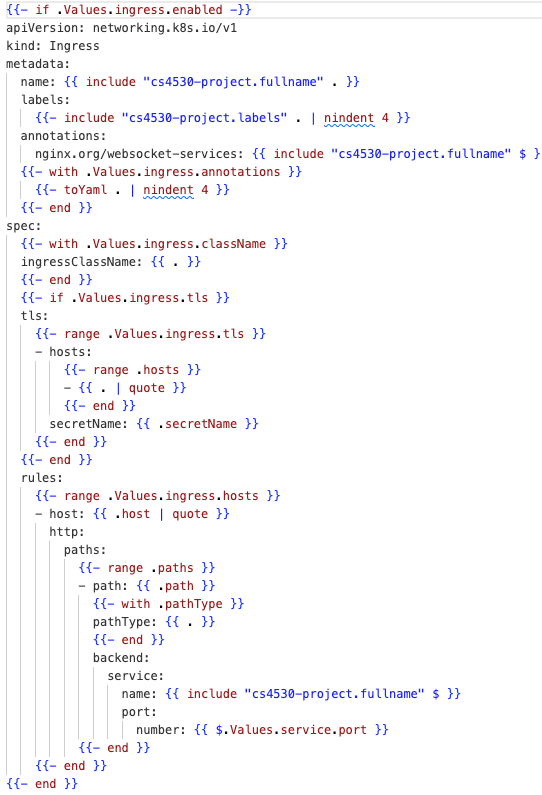 {{- if .Values.ingress.enabled -}}
apiVersion: networking.k8s.io/v1
kind: Ingress
metadata:
  name: {{ include "cs4530-project.fullname" . }}
  labels:
    {{- include "cs4530-project.labels" . | nindent 4 }}
  annotations:
    nginx.org/websocket-services: {{ include "cs4530-project.fullname" $ }
  {{- with .Values.ingress.annotations }}
    {{- toYaml . | nindent 4 }}
  {{- end }}
spec:
  {{- with .Values.ingress.className }}
  ingressClassName: {{ . }}
  {{- end }}
  {{- if .Values.ingress.tls }}
  tls:
    {{- range .Values.ingress.tls }}
    - hosts:
        {{- range .hosts }}
        - {{ . | quote }}
        {{- end }}
      secretName: {{ .secretName }}
    {{- end }}
  {{- end }}
  rules:
    {{- range .Values.ingress.hosts }}
    - host: {{ .host | quote }}
      http:
        paths:
          {{- range .paths }}
          - path: {{ .path }}
            {{- with .pathType }}
            pathType: {{ . }}
            {{- end }}
            backend:
              service:
                name: {{ include "cs4530-project.fullname" $ }}
                port:
                  number: {{ $.Values.service.port }}
          {{- end }}
    {{- end }}
{{- end }}